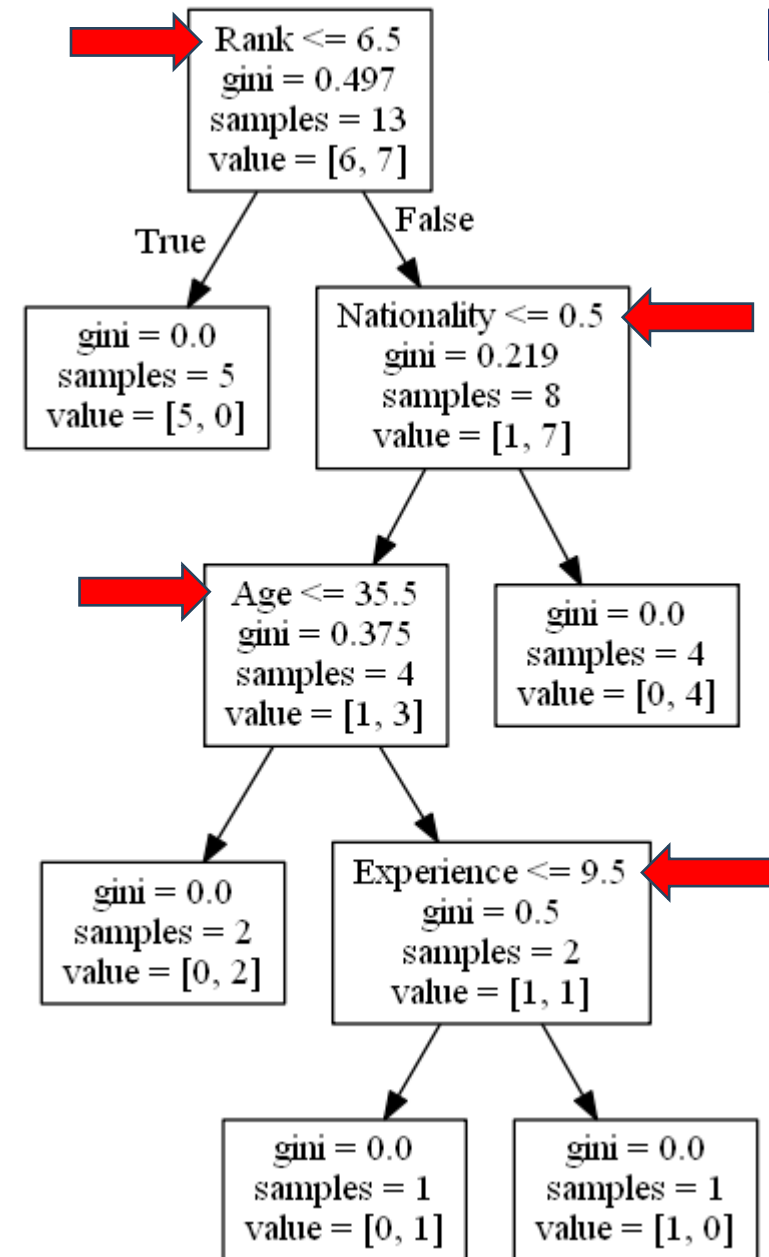 Rank <= 6.5
gini = 0.497
samples = 13
value = [6, 7]
True
False
gini = 0.0
samples = 5
value = [5, 0]
Nationality <= 0.5
gini = 0.219
samples = 8
value = [1, 7]
Age <= 35.5
gini = 0.375
samples = 4
value = [1, 3]
gini = 0.0
samples = 4
value = [0, 4]
gini = 0.0
samples = 2
value = [0, 2]
Experience <= 9.5
gini = 0.5
samples = 2
value = [1, 1]
gini = 0.0
samples = 1
value = [0, 1]
gini = 0.0
samples = 1
value = [1, 0]